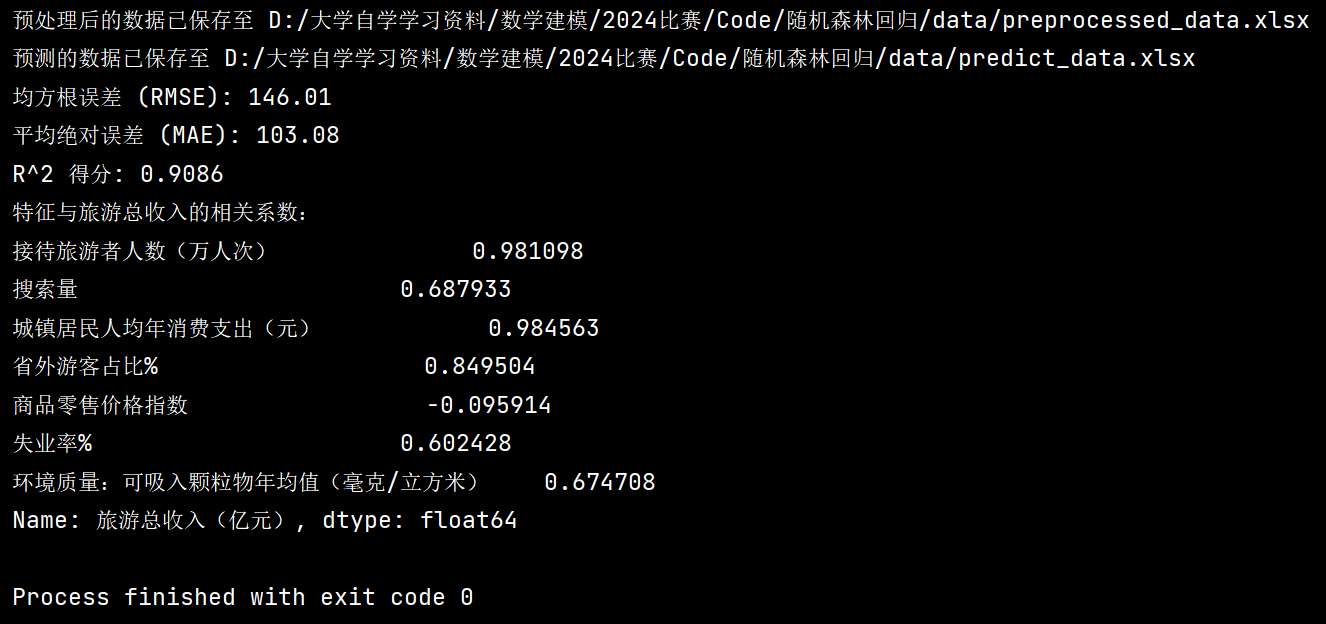 预处理后的数据已保存至 D:/大学自学学习资料/数学建模/2024比赛/Code/随机森林回归/data/preprocessed_data.xlsx
预测的数据已保存至 D:/大学自学学习资料/数学建模/2024比赛/Code/随机森林回归/data/predict_data.xlsx
均方根误差 (RMSE): 146.01
平均绝对误差 (MAE): 103.08
R^2 得分: 0.9086
特征与旅游总收入的相关系数:
接待旅游者人数（万人次） 0.981098
搜索量 0.687933
城镇居民人均年消费支出（元） 0.984563
省外游客占比% 0.849504
商品零售价格指数 -0.095914
失业率% 0.602428
环境质量：可吸入颗粒物年均值（毫克/立方米） 0.674708
Name: 旅游总收入（亿元）, dtype: float64
Process finished with exit code 0